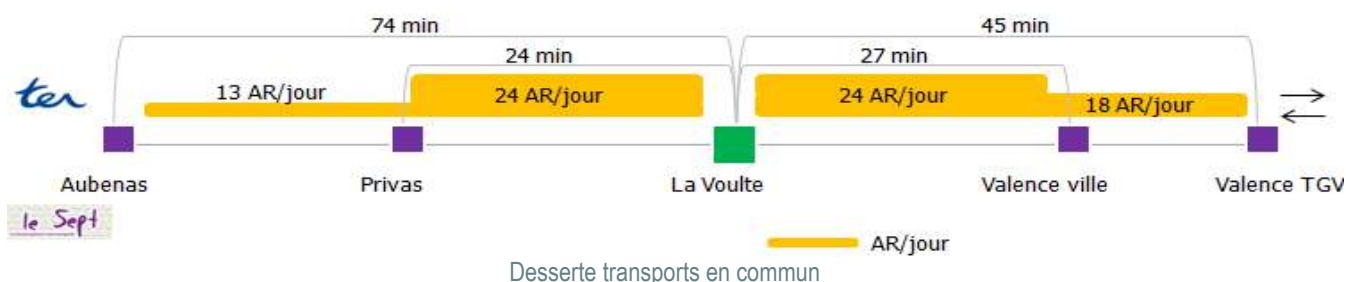 74 min 45 min
24 min 27 min
ter 13 AR/jour 24 AR/jour 24 AR/jour 18 AR/jour
Aubenas Privas La Voulte Valence ville Valence TGV
le Sept
AR/jour
Desserte transports en commun